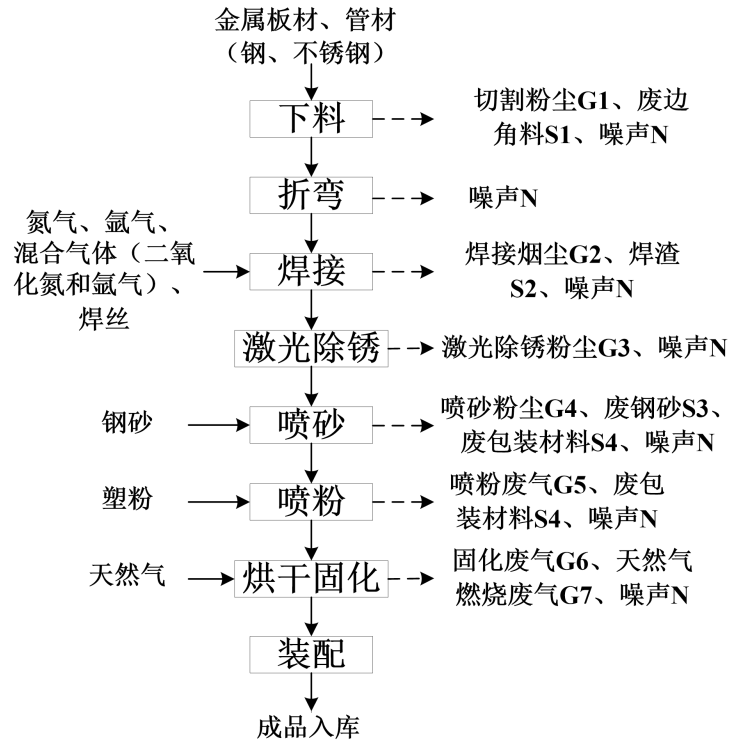 金属板材、管材
（钢、不锈钢）
下料
切割粉尘G1、废边
角料S1、噪声N
折弯
噪声N
氮气、氩气、
混合气体（二氧
化氮和氩气）、
焊丝
焊接
焊接烟尘G2、焊渣
S2、噪声N
激光除锈
激光除锈粉尘G3、噪声N
钢砂
喷砂
喷砂粉尘G4、废钢砂S3、
废包装材料S4、噪声N
塑粉
喷粉
喷粉废气G5、废包
装材料S4、噪声N
天然气
烘干固化
固化废气G6、天然气
燃烧废气G7、噪声N
装配
成品入库